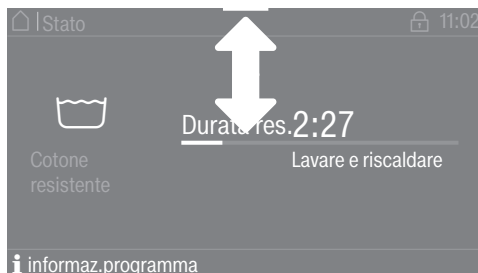 Stato 11:02
Durata res. 2:27
Cotone
resistente
Lavare e riscaldare
i informaz.programma